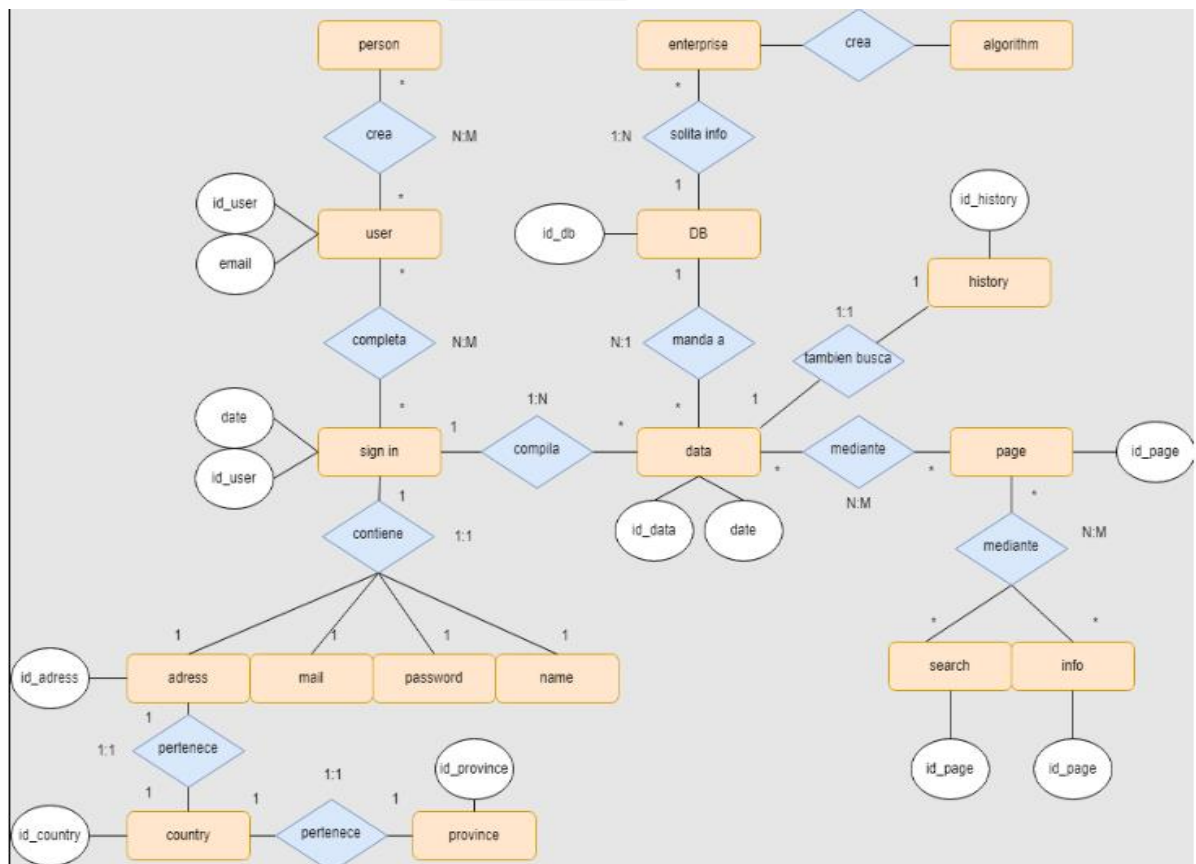 person
enterprise
crea
algorithm
*
*
crea
N:M
1:N
solita info
id_user
*
1
id_history
user
id_db
DB
email
*
1
1
history
1:1
completa
N:M
N:1
manda a
tambien busca
date
*
1:N
*
1
sign in
1
compila
*
data
mediante
page
id_page
id_user
*
*
1
N:M
*
contiene
1:1
id_data
date
mediante
N:M
1
1
1
1
*
*
id_adress
adress
mail
password
name
search
info
1
1:1
pertenece
id_province
id_page
id_page
1:1
1
1
1
id_country
country
pertenece
province